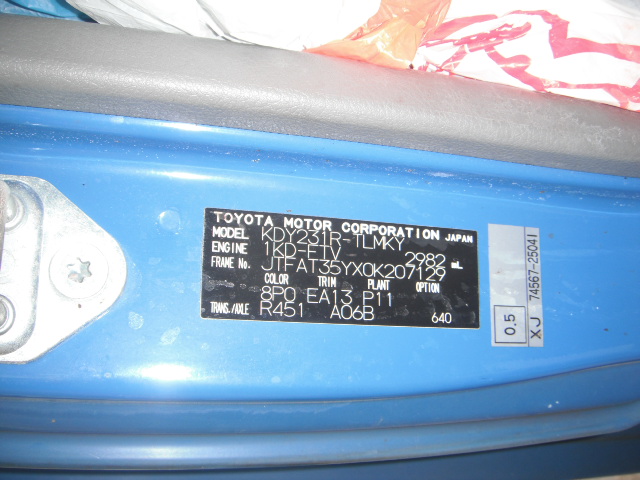 TOYOTA MOTOR CORPORATION JAPAN
MODEL KDY231R-TLMKY
ENGINE 1KD-FTV 2982 mL
FRAME No. JTFAT35YX0K207129
COLOR TRIM PLANT OPTION
8P0 EA13 P11
TRANS./AXLE R451 A06B 640
0.5
XJ 74567-25041